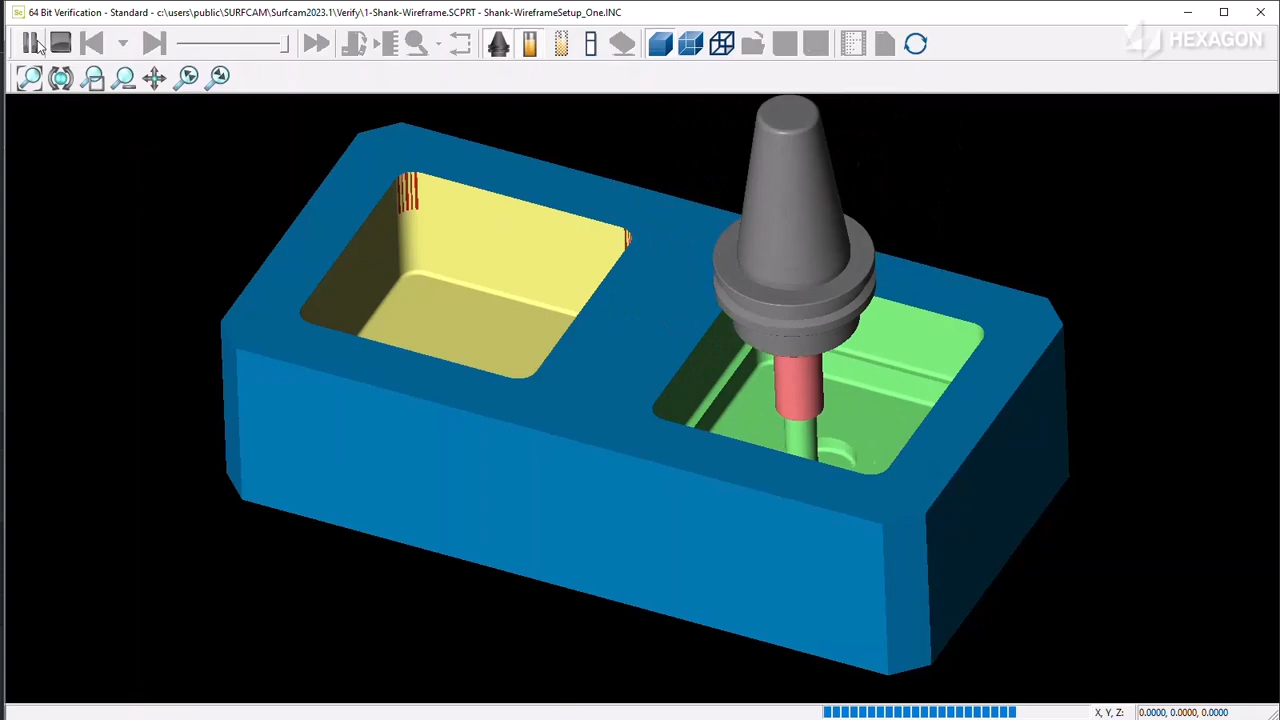 64 Bit Verification - Standard - c:\users\public\SURFCAM\Surfcam2023.1\Verify\1-Shank-Wireframe.SCPRT - Shank-WireframeSetup_One.INC
HEXAGON
X, Y, Z: 0.0000, 0.0000, 0.0000